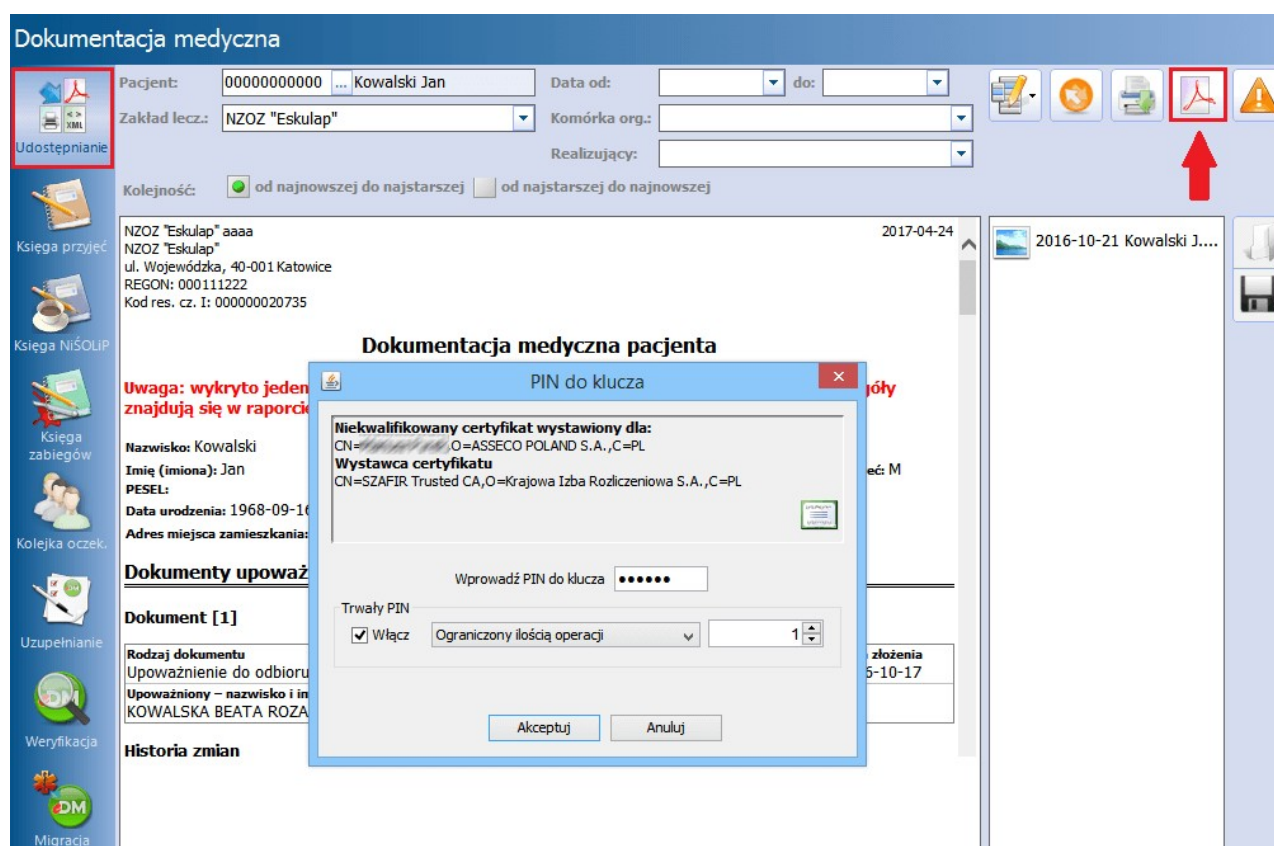 Dokumentacja medyczna
Udostępnianie
Księga przyjęć
Księga NiŚOLiP
Księga
zabiegów
Kolejka oczek.
Uzupełnianie
Weryfikacja
eDM
Migracja
Pacjent: 00000000000 ... Kowalski Jan Data od: do:
Zakład lecz.: NZOZ "Eskulap" Komórka org.:
Realizujący:
Kolejność: od najnowszej do najstarszej od najstarszej do najnowszej
NZOZ "Eskulap" aaaa 2017-04-24
NZOZ "Eskulap"
ul. Wojewódzka, 40-001 Katowice
REGON: 000111222
Kod res. cz. I: 000000020735
Dokumentacja medyczna pacjenta
Uwaga: wykryto jeden
znajdują się w
Nazwisko: Kowalski
Imię (imiona): Jan M
PESEL:
Data urodzenia: 1968-09-16
Adres miejsca zamieszkania:
Dokumenty
Dokument [1]
Rodzaj dokumentu złożenia
Upoważnienie do odbioru 10-17
Upoważniony – nazwisko i
KOWALSKA BEATA ROZA
Historia zmian
PIN do klucza
Niekwalifikowany certyfikat wystawiony dla:
CN= ,O=ASSECO POLAND S.A.,C=PL
Wystawca certyfikatu
CN=SZAFIR Trusted CA,O=Krajowa Izba Rozliczeniowa S.A.,C=PL
Wprowadź PIN do klucza ••••••
Trwały PIN
Włącz Ograniczony ilością operacji 1
Akceptuj Anuluj
2016-10-21 Kowalski J....